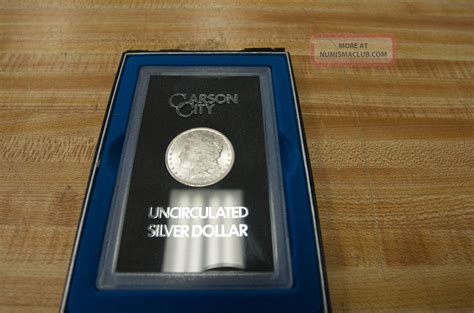 MORE AT
NUMISMACLUB.COM
CARSON
CITY
UNCIRCULATED
SILVER DOLLAR